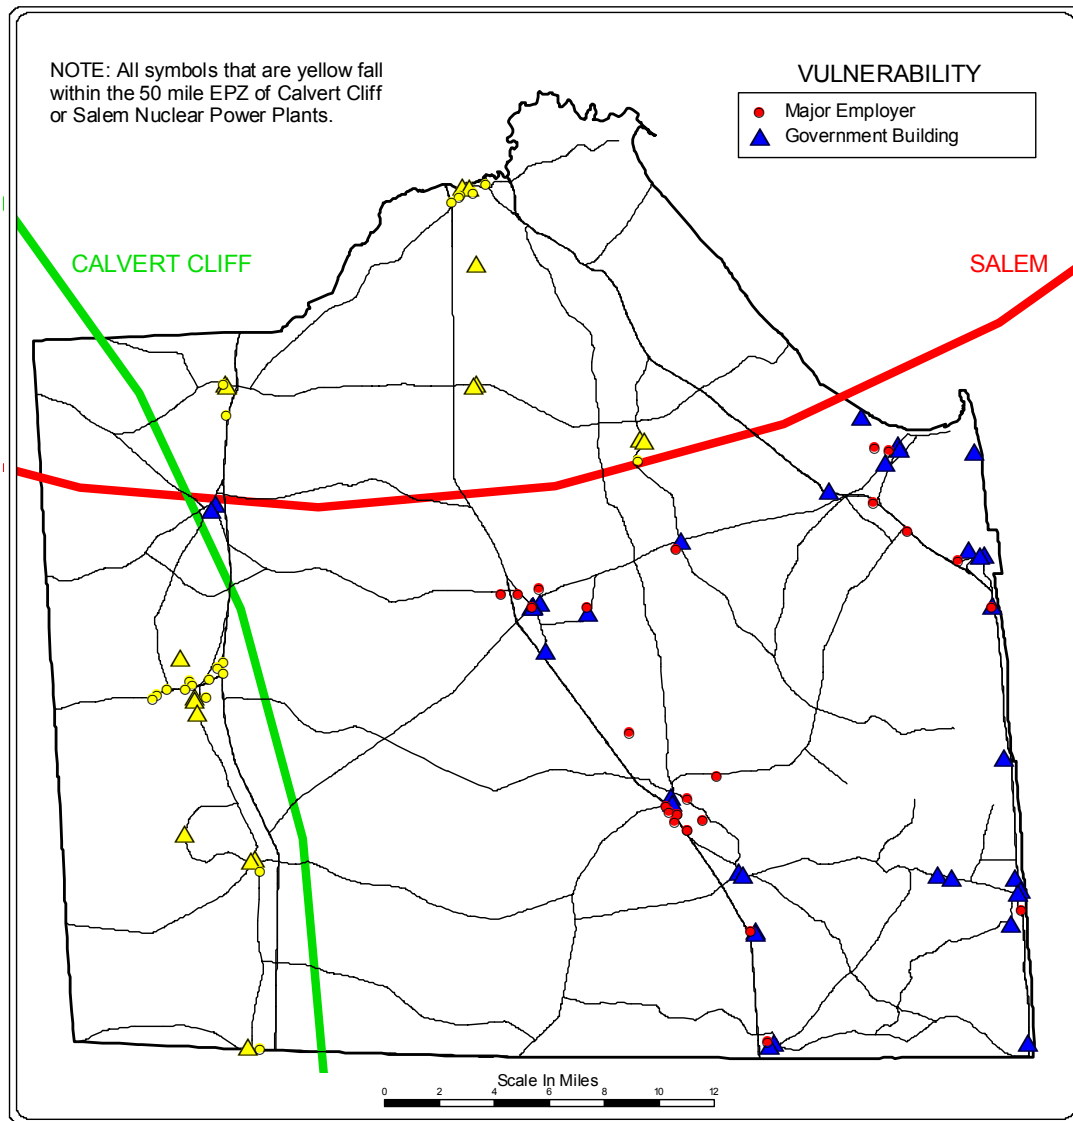 NOTE: All symbols that are yellow fall
within the 50 mile EPZ of Calvert Cliff
or Salem Nuclear Power Plants.
VULNERABILITY
Major Employer
Government Building
CALVERT CLIFF
SALEM
Scale In Miles
0 2 4 6 8 10 12